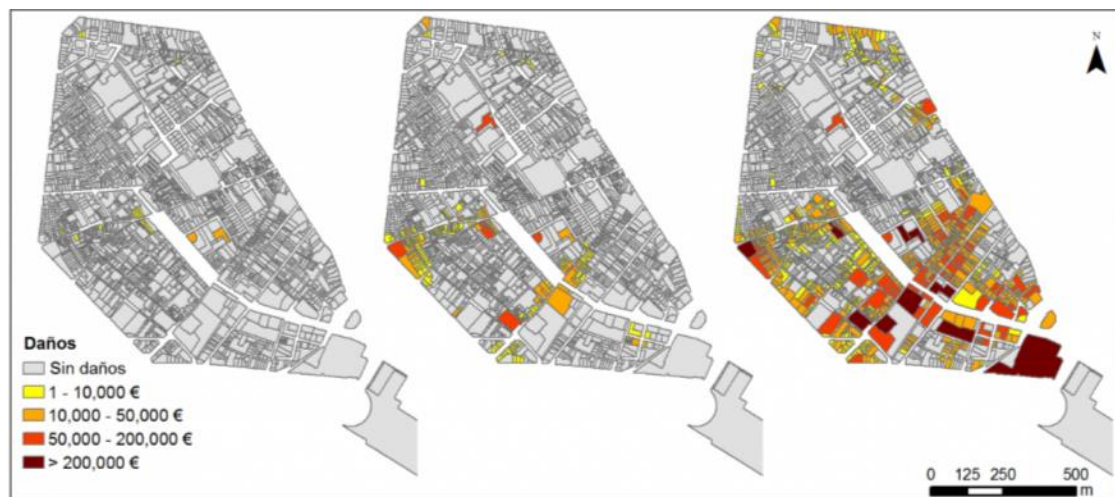 N
Daños
Sin daños
1 - 10,000 €
10,000 - 50,000 €
50,000 - 200,000 €
> 200,000 €
0 125 250 500
m